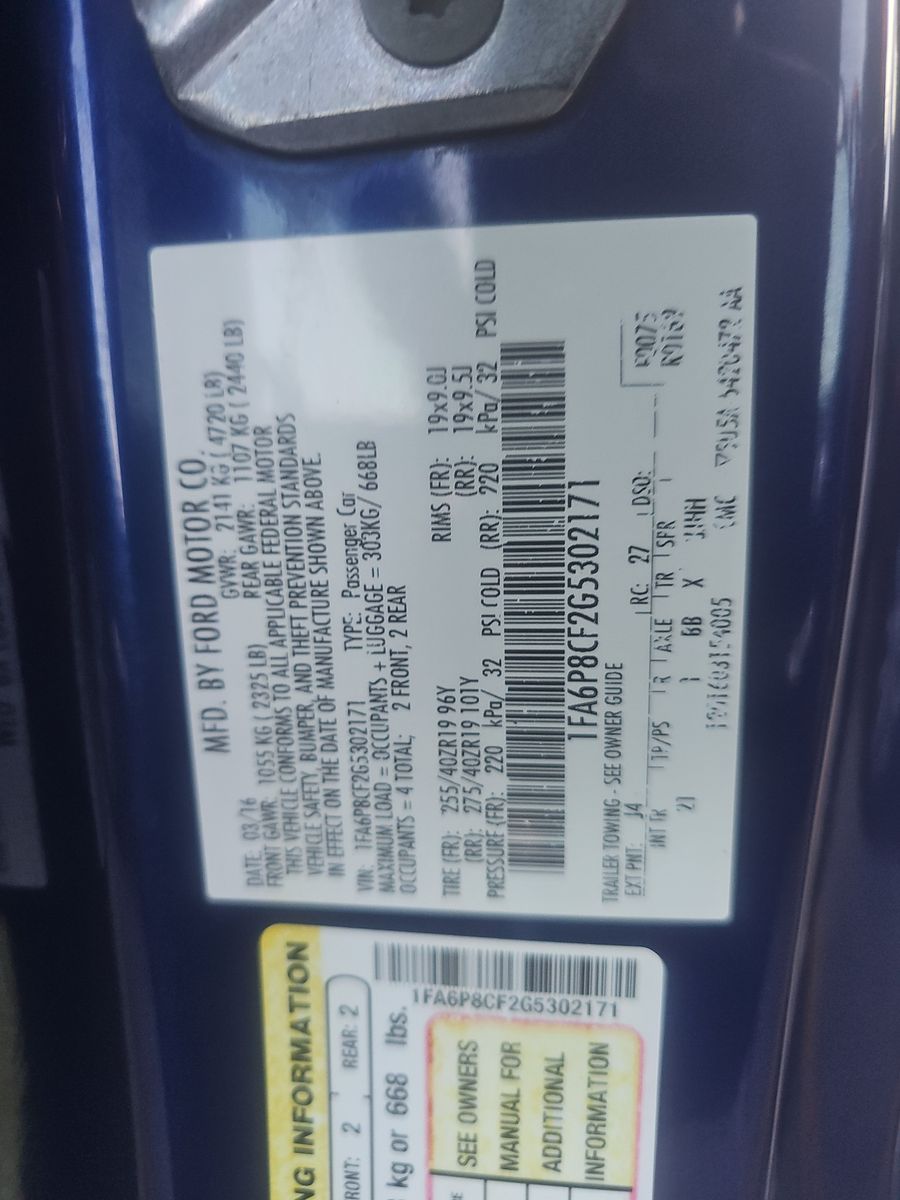 MFD. BY FORD MOTOR CO.
DATE: 03/16 GVWR: 2141 KG ( 4720 LB)
FRONT GAWR: 1055 KG ( 2325 LB) REAR GAWR: 1107 KG ( 2440 LB)
THIS VEHICLE CONFORMS TO ALL APPLICABLE FEDERAL MOTOR
VEHICLE SAFETY, BUMPER, AND THEFT PREVENTION STANDARDS
IN EFFECT ON THE DATE OF MANUFACTURE SHOWN ABOVE.
VIN: 1FA6P8CF2G5302171 TYPE: Passenger Car
MAXIMUM LOAD = OCCUPANTS + LUGGAGE = 303KG/ 668LB
OCCUPANTS = 4 TOTAL; 2 FRONT, 2 REAR
TIRE (FR): 255/40ZR19 96Y RIMS (FR): 19x9.0J
(RR): 275/40ZR19 101Y (RR): 19x9.5J
PRESSURE (FR): 220 kPa/ 32 PSI COLD (RR): 220 kPa/ 32 PSI COLD
1FA6P8CF2G5302171
TRAILER TOWING - SEE OWNER GUIDE
EXT PNT: J4 RC: 27 DSO:
INT TR TP/PS R AXLE TR SPR
BB X
NG INFORMATION
RONT: 2 REAR: 2
kg or 668 lbs.
1FA6P8CF2G5302171
SEE OWNERS
MANUAL FOR
ADDITIONAL
INFORMATION